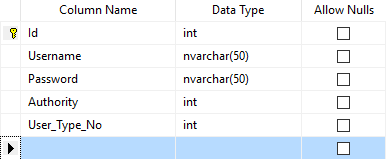 Column Name Data Type Allow Nulls
Id int
Username nvarchar(50)
Password nvarchar(50)
Authority int
User_Type_No int